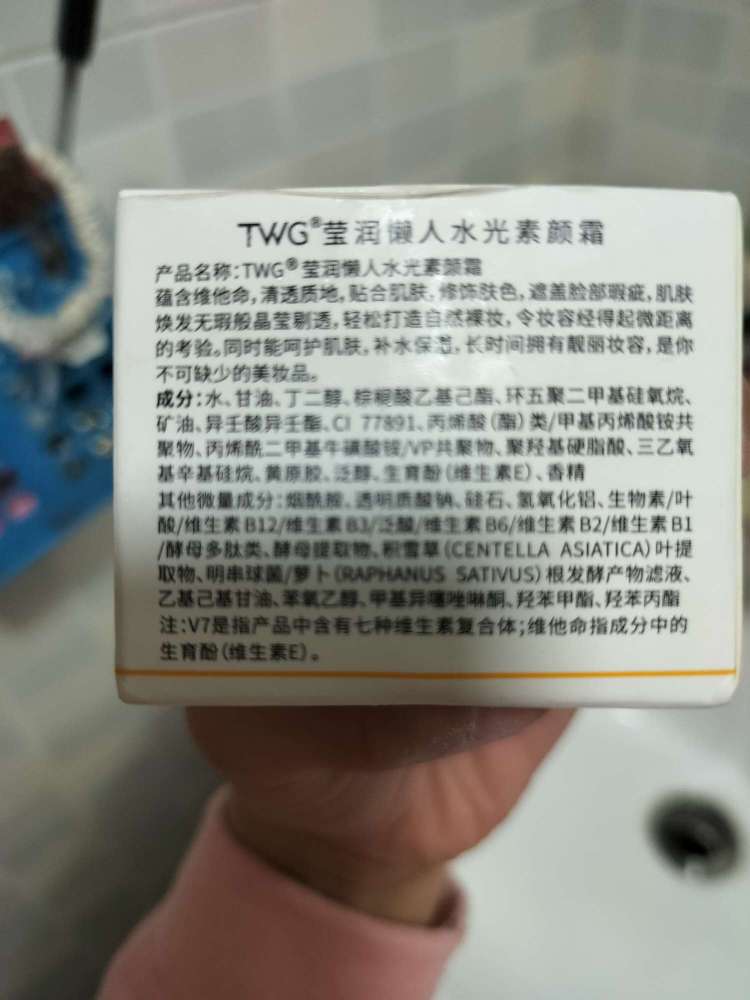 TWG®莹润懒人水光素颜霜
产品名称:TWG®莹润懒人水光素颜霜
蕴含维他命,清透质地,贴合肌肤,修饰肤色,遮盖脸部瑕疵,肌肤
焕发无瑕般晶莹剔透,轻松打造自然裸妆,令妆容经得起微距离
的考验。同时能呵护肌肤,补水保湿,长时间拥有靓丽妆容,是你
不可缺少的美妆品。
成分:水、甘油、丁二醇、棕榈酸乙基己酯、环五聚二甲基硅氧烷、
矿油、异壬酸异壬酯、CI 77891、丙烯酸(酯)类/甲基丙烯酸铵共
聚物、丙烯酰二甲基牛磺酸铵/VP共聚物、聚羟基硬脂酸、三乙氧
基辛基硅烷、黄原胶、泛醇、生育酚(维生素E)、香精
其他微量成分:烟酰胺、透明质酸钠、硅石、氢氧化铝、生物素/叶
酸/维生素B12/维生素B3/泛酸/维生素B6/维生素B2/维生素B1
/酵母多肽类、酵母提取物、积雪草(CENTELLA ASIATICA)叶提
取物、明串球菌/萝卜(RAPHANUS SATIVUS)根发酵产物滤液、
乙基己基甘油、苯氧乙醇、甲基异噻唑啉酮、羟苯甲酯、羟苯丙酯
注:V7是指产品中含有七种维生素复合体;维他命指成分中的
生育酚(维生素E)。